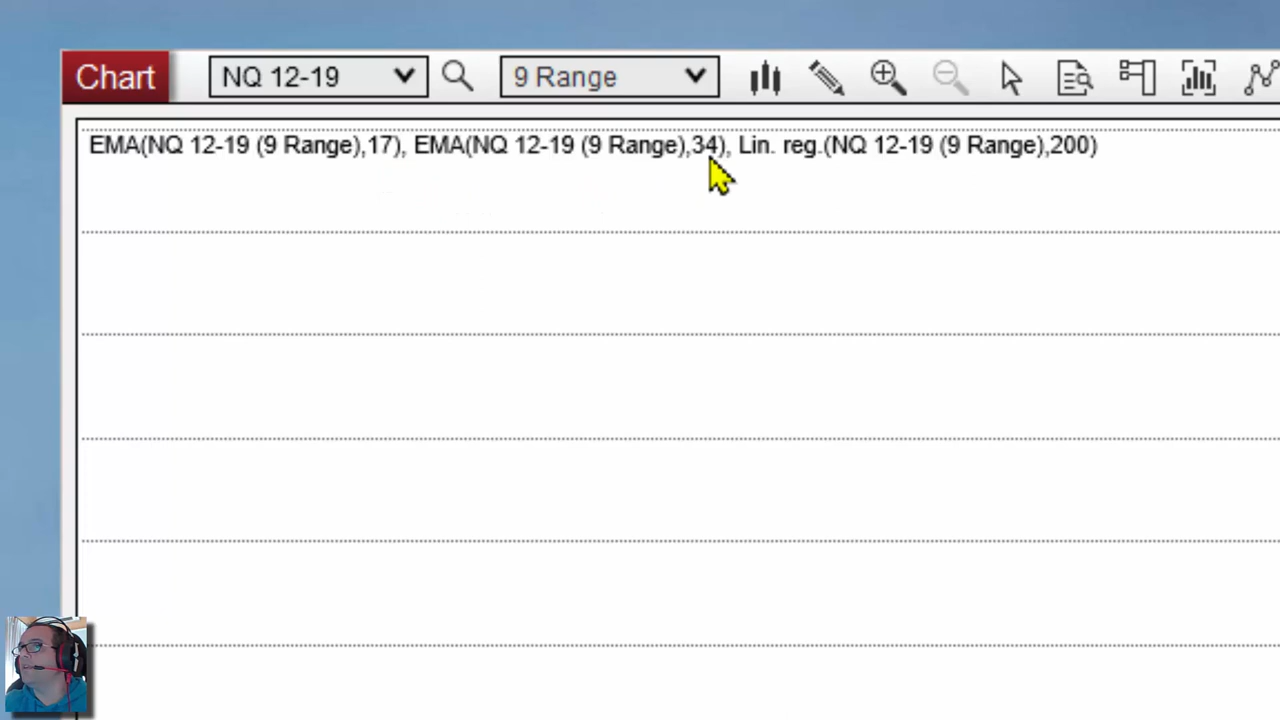 Chart NQ 12-19 9 Range
EMA(NQ 12-19 (9 Range),17), EMA(NQ 12-19 (9 Range),34), Lin. reg.(NQ 12-19 (9 Range),200)